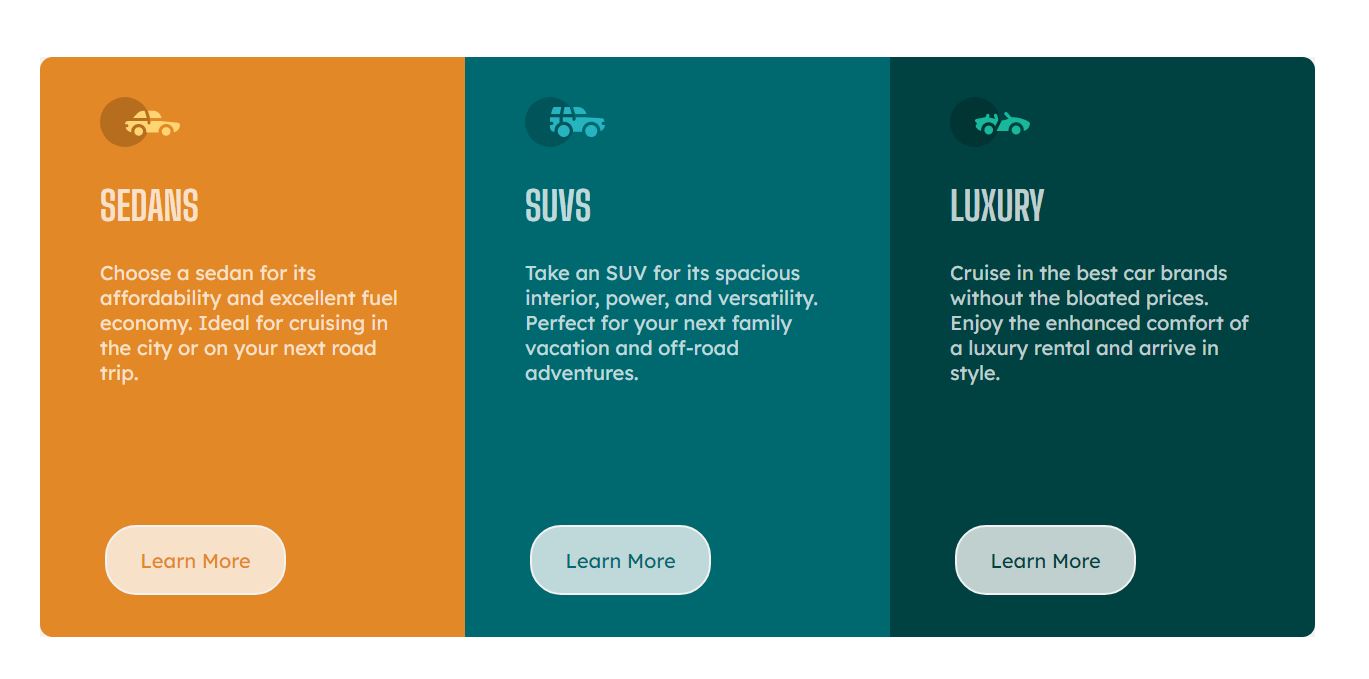 SEDANS
Choose a sedan for its
affordability and excellent fuel
economy. Ideal for cruising in
the city or on your next road
trip.
Learn More
SUVS
Take an SUV for its spacious
interior, power, and versatility.
Perfect for your next family
vacation and off-road
adventures.
Learn More
LUXURY
Cruise in the best car brands
without the bloated prices.
Enjoy the enhanced comfort of
a luxury rental and arrive in
style.
Learn More